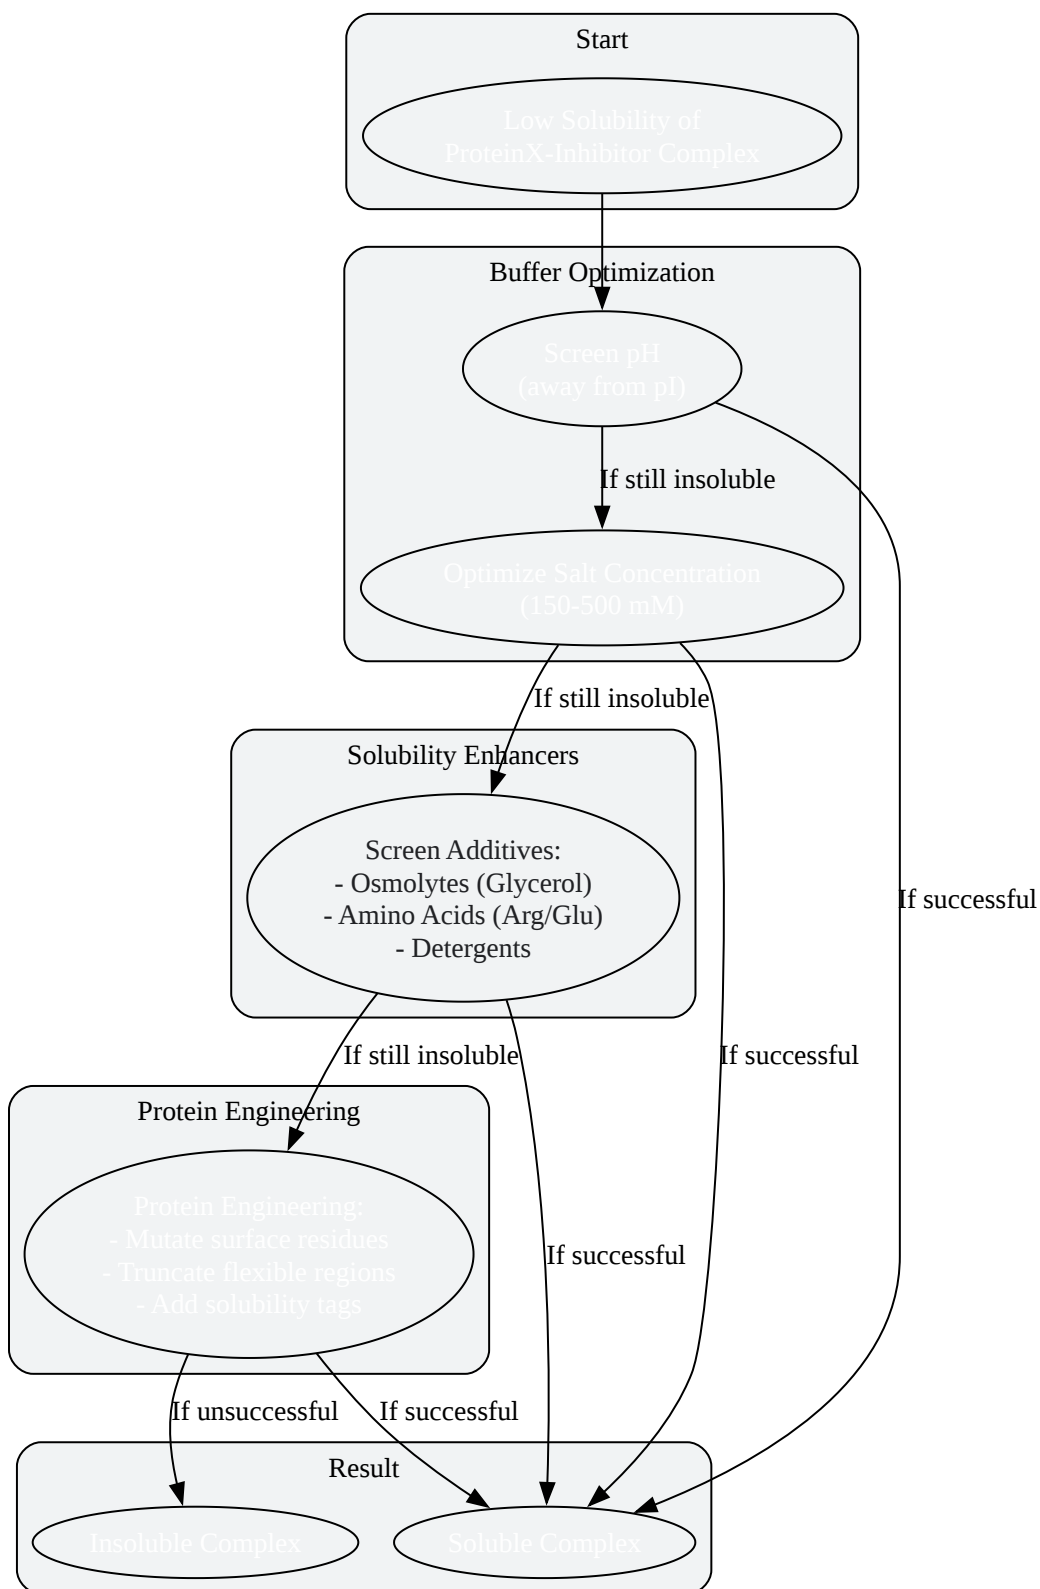 Start
Low Solubility of
ProteinX-Inhibitor Complex
Buffer Optimization
Screen pH
(away from pI)
If still insoluble
Optimize Salt Concentration
(150-500 mM)
If still insoluble
Solubility Enhancers
Screen Additives:
- Osmolytes (Glycerol)
- Amino Acids (Arg/Glu)
- Detergents
If successful
If still insoluble
If successful
Protein Engineering
Protein Engineering:
- Mutate surface residues
- Truncate flexible regions
- Add solubility tags
If successful
If unsuccessful
If successful
Result
Insoluble Complex
Soluble Complex